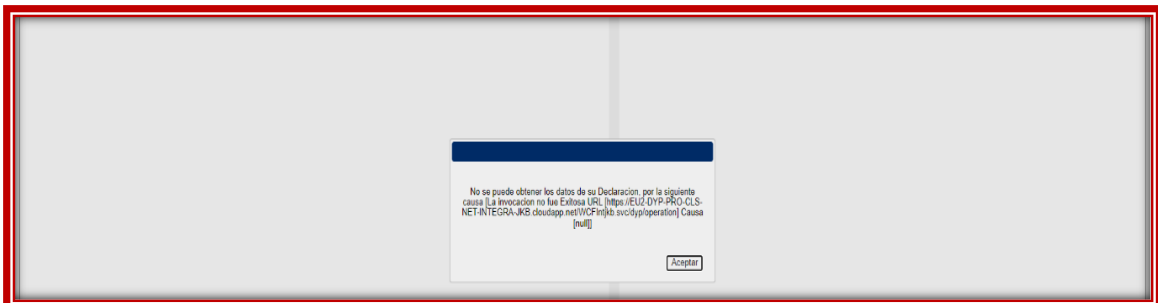 No se puede obtener los datos de su Declaracion, por la siguiente
causa [La invocacion no fue Exitosa URL [https://EU2-DYP-PRO-CLS-
NET-INTEGRA-JKB.cloudapp.net/WCFIntjkb.svc/dyp/operation] Causa
[null]]
Aceptar